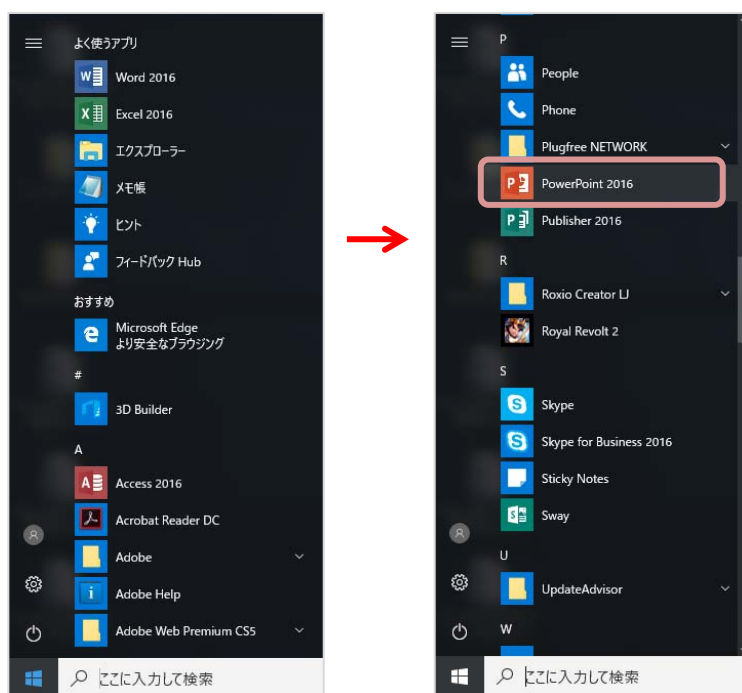 よく使うアプリ
Word 2016
Excel 2016
エクスプローラー
メモ帳
ヒント
フィードバック Hub
おすすめ
Microsoft Edge
より安全なブラウジング
#
3D Builder
A
Access 2016
Acrobat Reader DC
Adobe
Adobe Help
Adobe Web Premium CS5
ここに入力して検索
P
People
Phone
Plugfree NETWORK
PowerPoint 2016
Publisher 2016
R
Roxio Creator LJ
Royal Revolt 2
S
Skype
Skype for Business 2016
Sticky Notes
Sway
U
UpdateAdvisor
W
ここに入力して検索